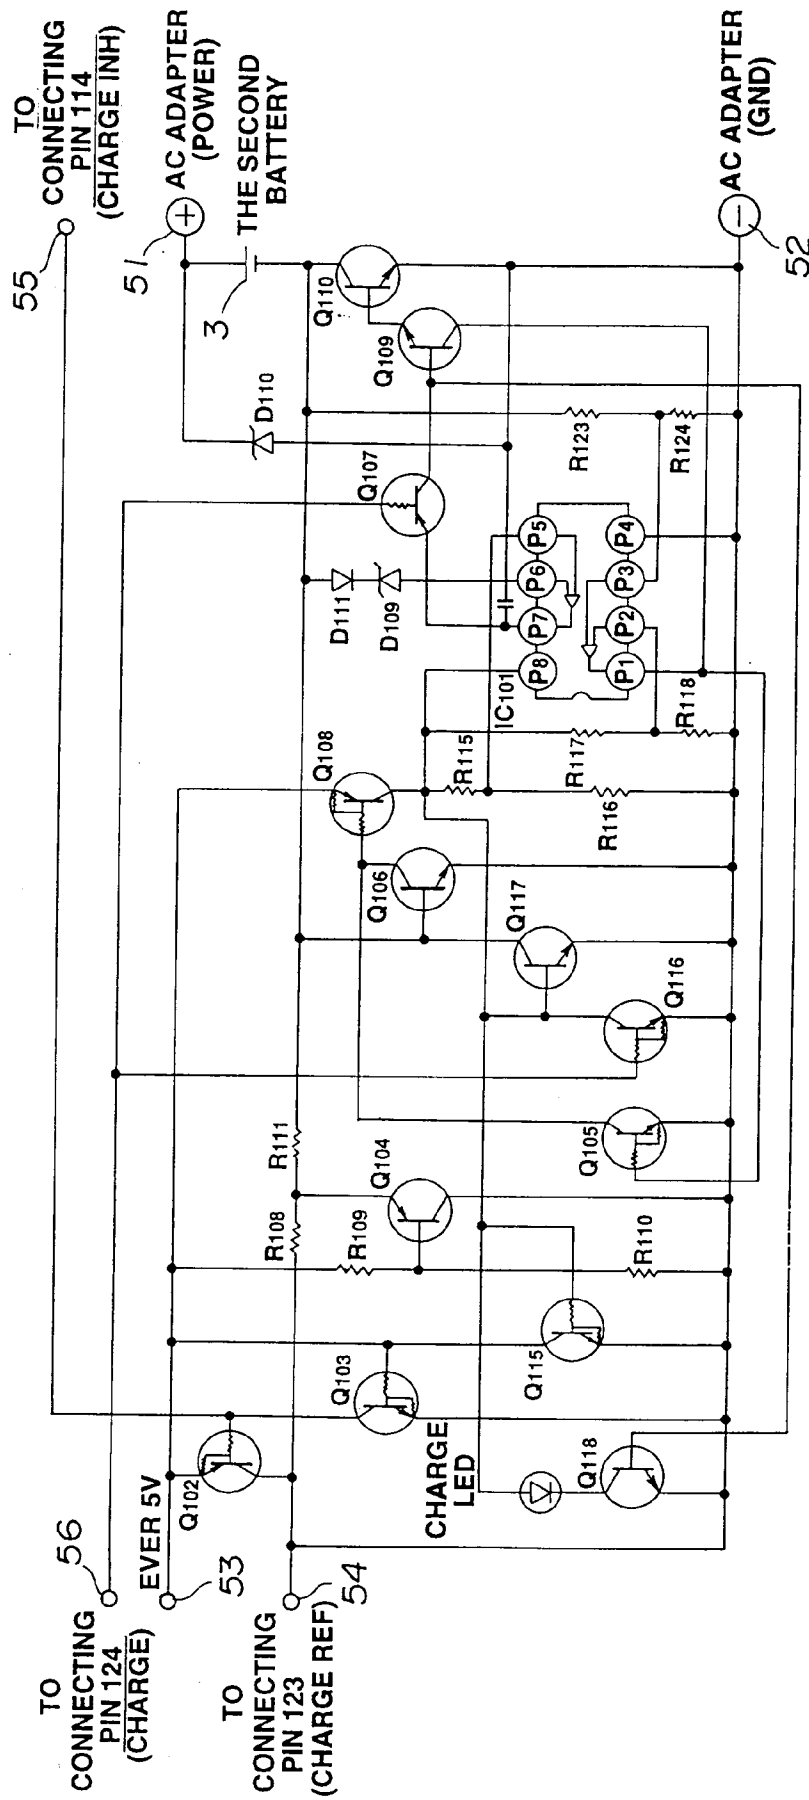 TO
CONNECTING
PIN 124
(CHARGE)
56
EVER 5V
53
TO
CONNECTING
PIN 123
(CHARGE REF)
54
TO
CONNECTING
PIN 114
(CHARGE INH)
55
AC ADAPTER
(POWER)
51
+
THE SECOND
BATTERY
3
AC ADAPTER
(GND)
52
−
Q102
Q103
CHARGE
LED
Q118
Q115
R108
R109
R110
Q104
R111
Q105
Q116
Q117
Q106
Q108
R115
R116
R117
R118
IC101
P8
P7
P6
P5
P1
P2
P3
P4
D111
D109
Q107
D110
R123
R124
Q109
Q110